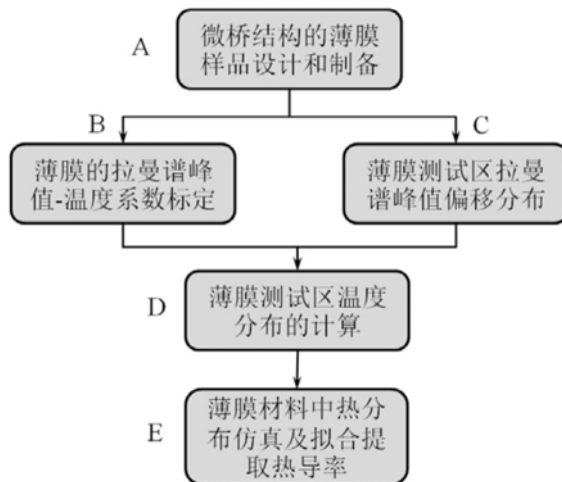 A
微桥结构的薄膜
样品设计和制备
B
C
薄膜的拉曼谱峰
值-温度系数标定
薄膜测试区拉曼
谱峰值偏移分布
D
薄膜测试区温度
分布的计算
E
薄膜材料中热分
布仿真及拟合提
取热导率